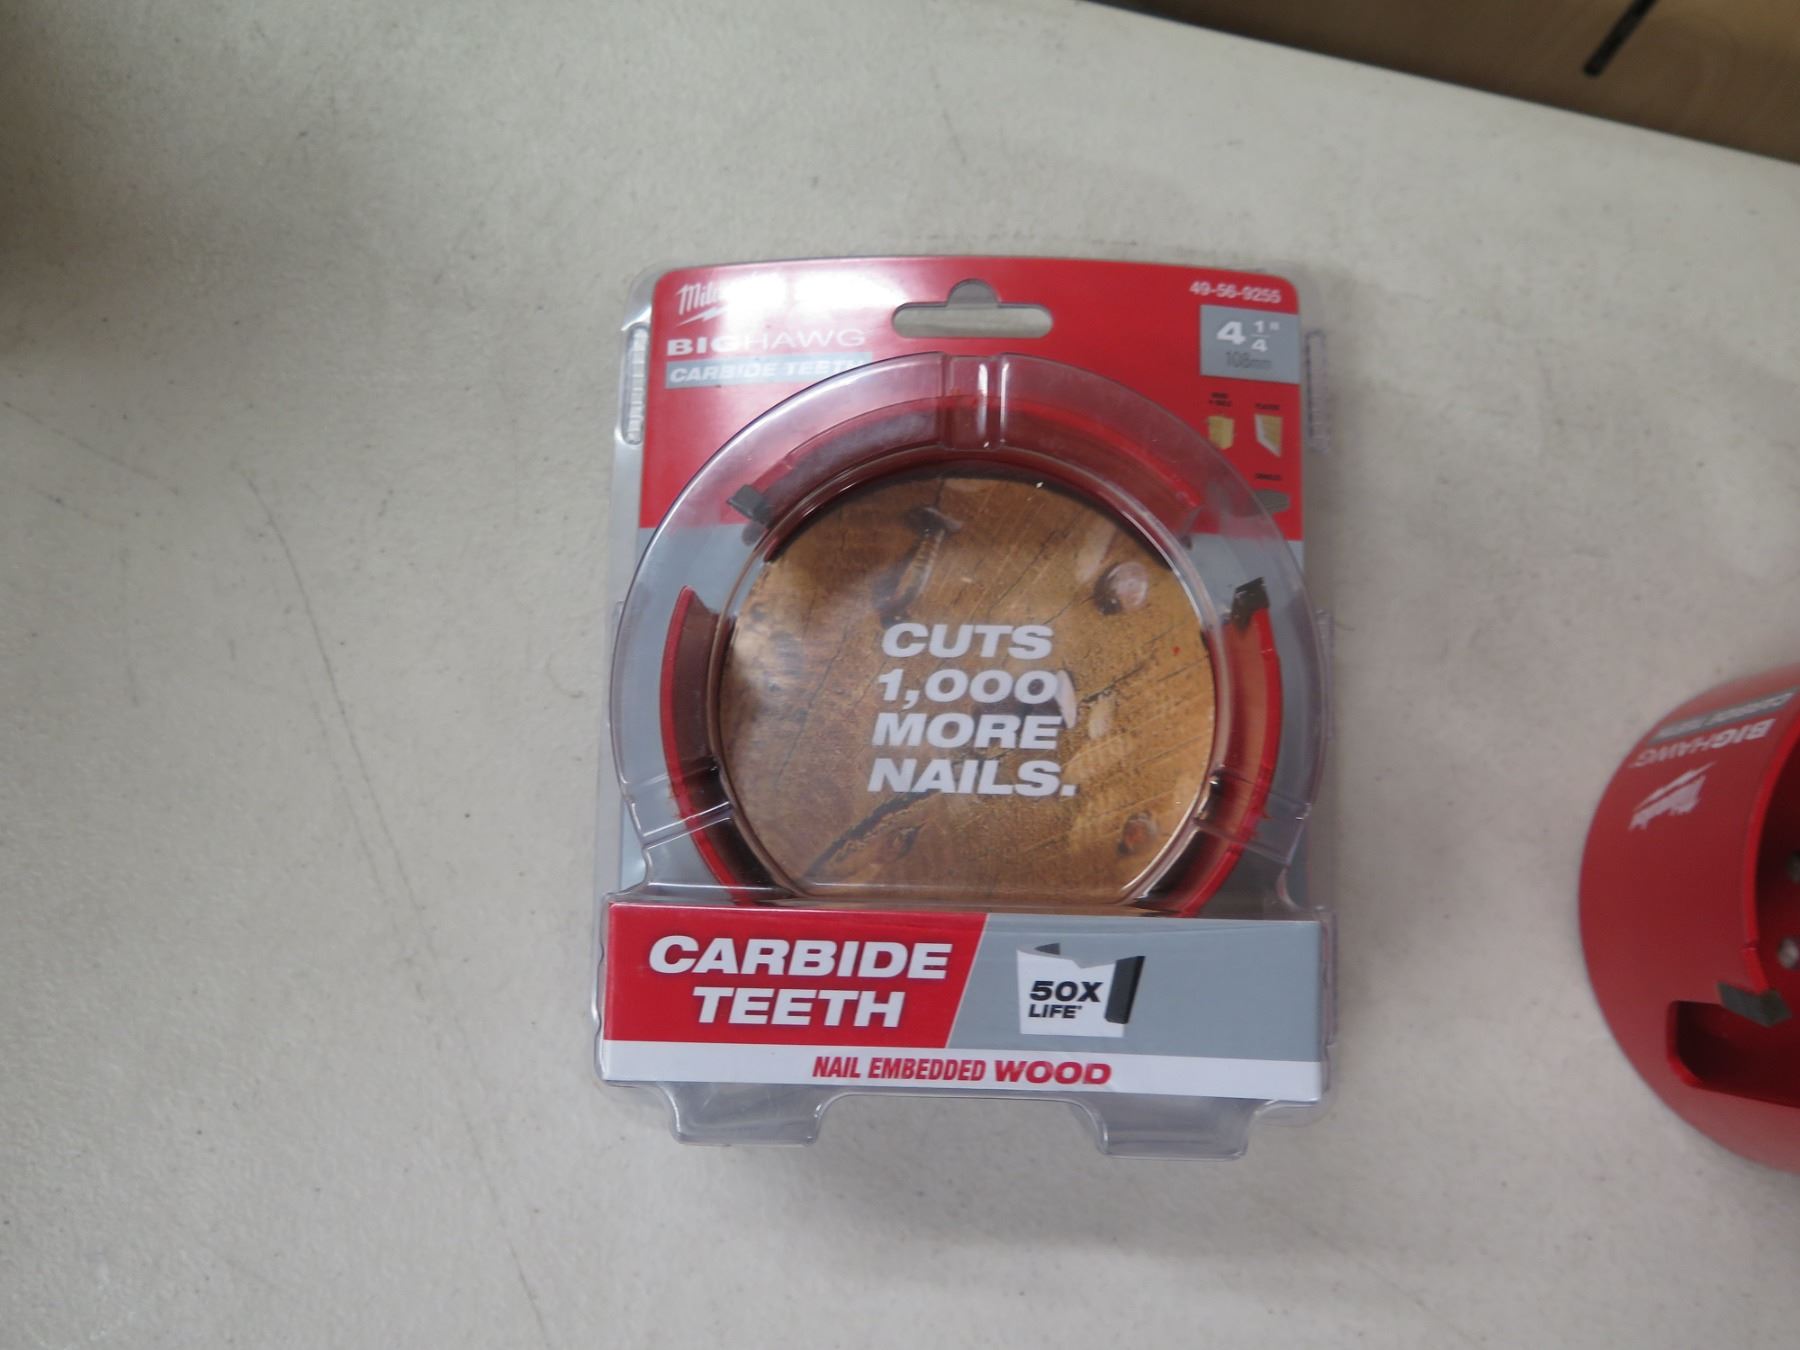 49-56-9255
BIGHAWG
CARBIDE TEETH
4 1/4"
108mm
CUTS
1,000
MORE
NAILS.
CARBIDE
TEETH
50X
LIFE*
NAIL EMBEDDED WOOD
BIGHAWG
Milwaukee